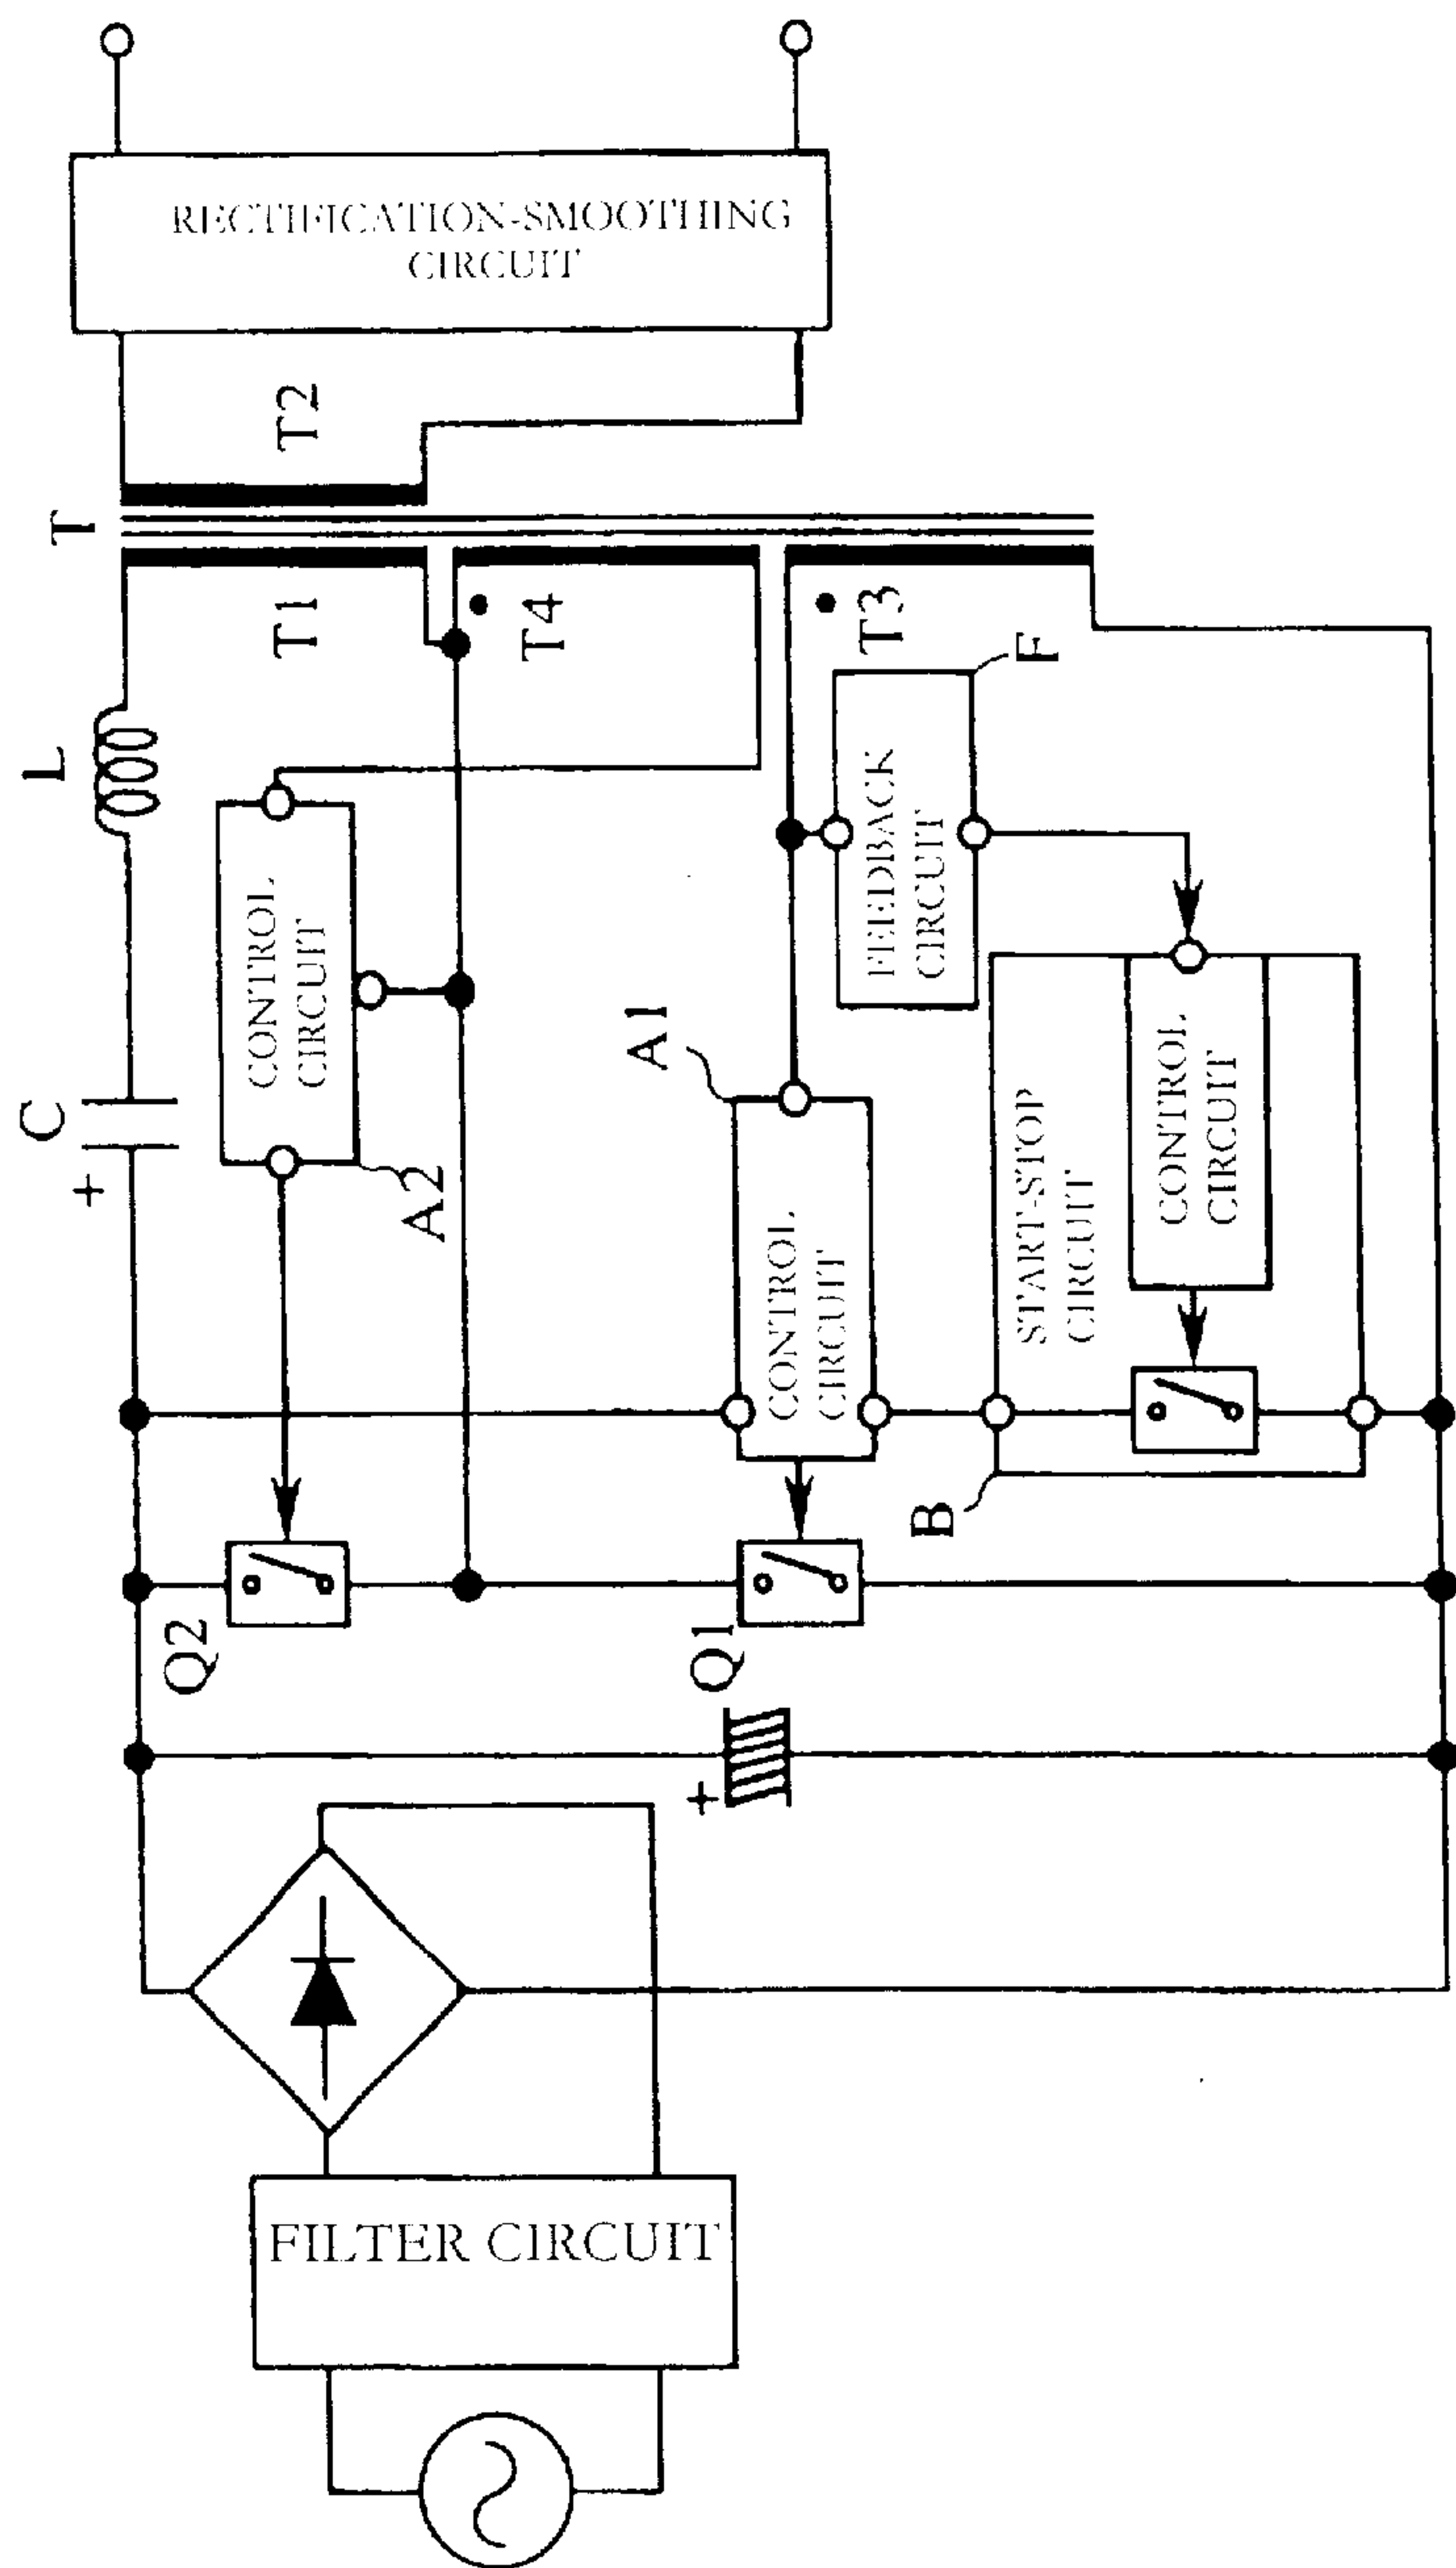 RECTIFICATION-SMOOTHING
CIRCUIT
T2
T
T1
T4
T3
L
F
FEEDBACK
CIRCUIT
CONTROL
CIRCUIT
A2
C
+
A1
CONTROL
CIRCUIT
START-STOP
CIRCUIT
CONTROL
CIRCUIT
B
Q2
Q1
+
FILTER CIRCUIT